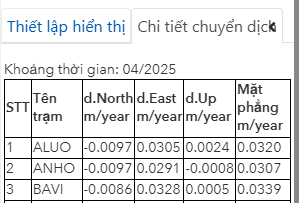 Thiết lập hiển thị Chi tiết chuyển dịch
Khoảng thời gian: 04/2025
STT Tên trạm d.North m/year d.East m/year d.Up m/year Mặt phẳng m/year
1 ALUO -0.0097 0.0305 0.0024 0.0320
2 ANHO -0.0097 0.0291 -0.0008 0.0307
3 BAVI -0.0086 0.0328 0.0005 0.0339